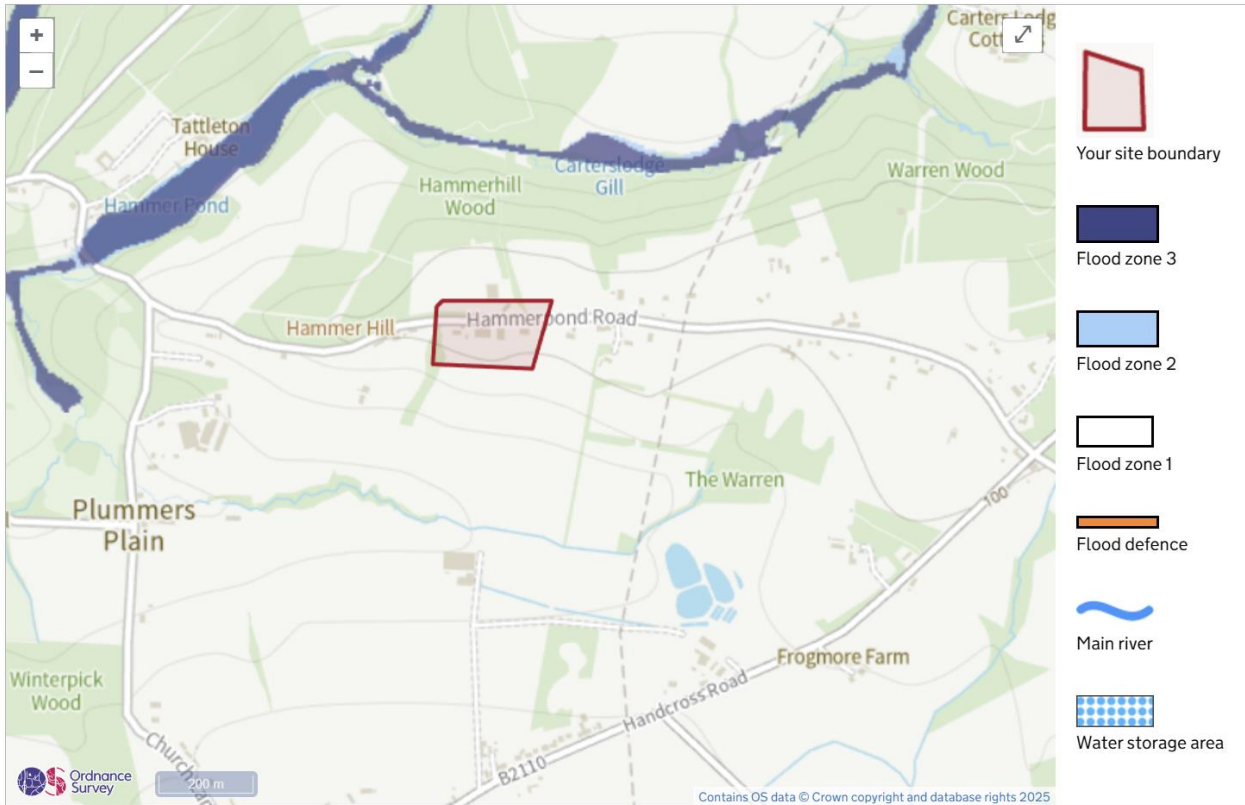 +
−
Carters Lodge
Tattleton
House
Hammerhill
Wood
Carterslodge
Gill
Warren Wood
Hammer Pond
Hammer Hill
Hammerpond Road
The Warren
100
Plummers
Plain
Frogmore Farm
Winterpick
Wood
Handcross Road
B2110
Ordnance
Survey
200 m
Contains OS data © Crown copyright and database rights 2025
Your site boundary
Flood zone 3
Flood zone 2
Flood zone 1
Flood defence
Main river
Water storage area